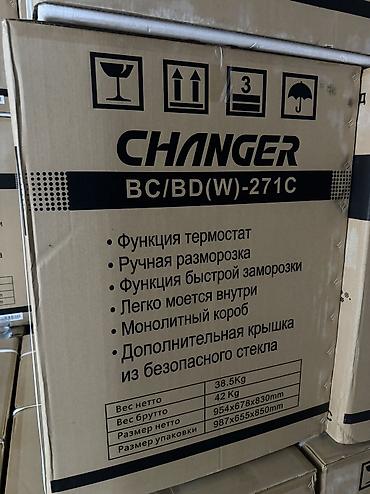 3
CHANGER
BC/BD(W)-271C
• Функция термостат
• Ручная разморозка
• Функция быстрой заморозки
• Легко моется внутри
• Монолитный короб
• Дополнительная крышка
из безопасного стекла
Вес нетто 38.5Kg
Вес брутто 42 Kg
Размер нетто 954x678x830mm
Размер упаковки 987x655x850mm